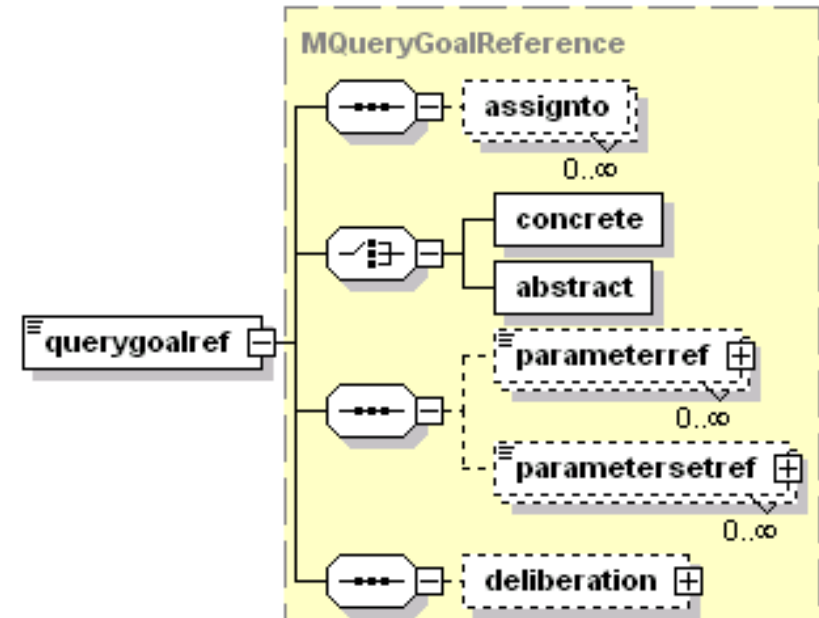 MQueryGoalReference
assignto
0..∞
concrete
abstract
querygoalref
parameterref
0..∞
parametersetref
0..∞
deliberation